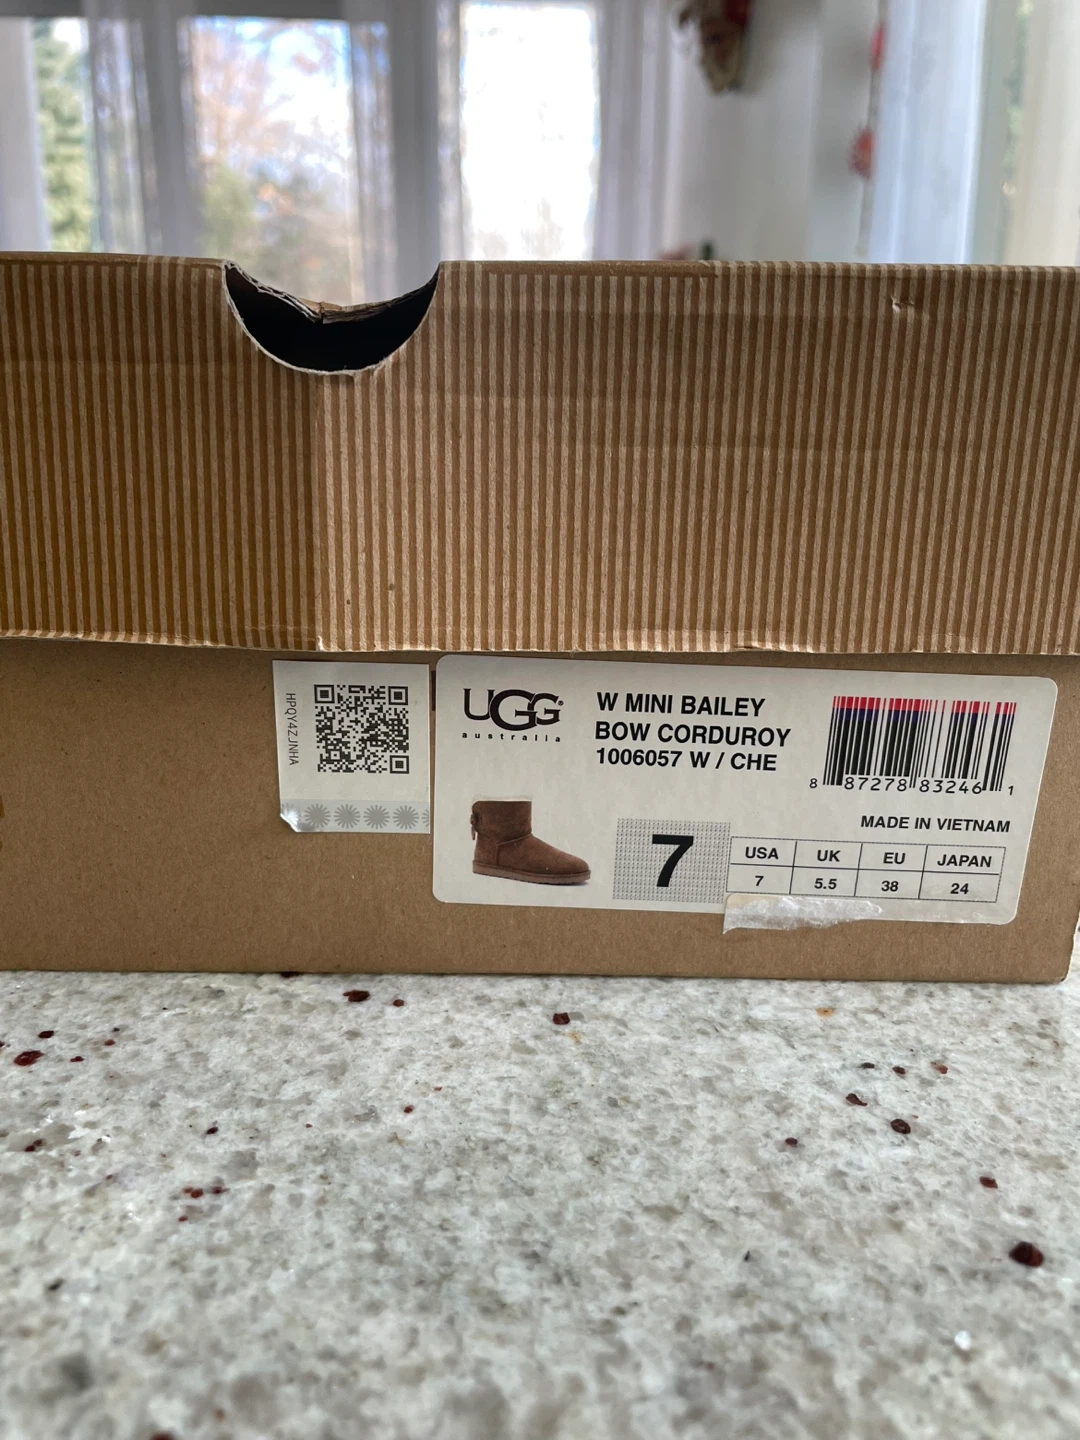 HPQY4ZJNHA
UGG®
australia
W MINI BAILEY
BOW CORDUROY
1006057 W / CHE
8 87278 83246 1
MADE IN VIETNAM
7
USA UK EU JAPAN
7 5.5 38 24